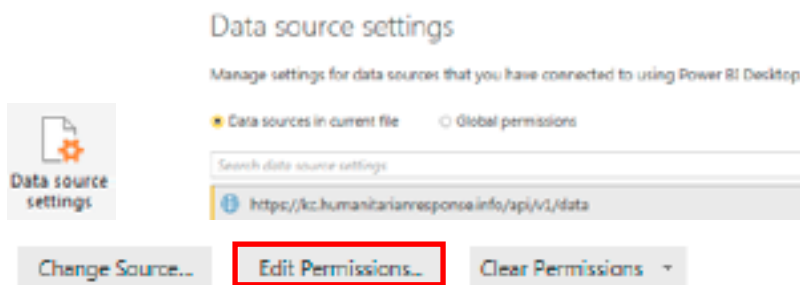 Data source settings
Manage settings for data sources that you have connected to using Power BI Desktop
Data sources in current file
Global permissions
Search data source settings
Data source
settings
https://kc.humanitarianresponse.info/api/v1/data
Change Source...
Edit Permissions...
Clear Permissions